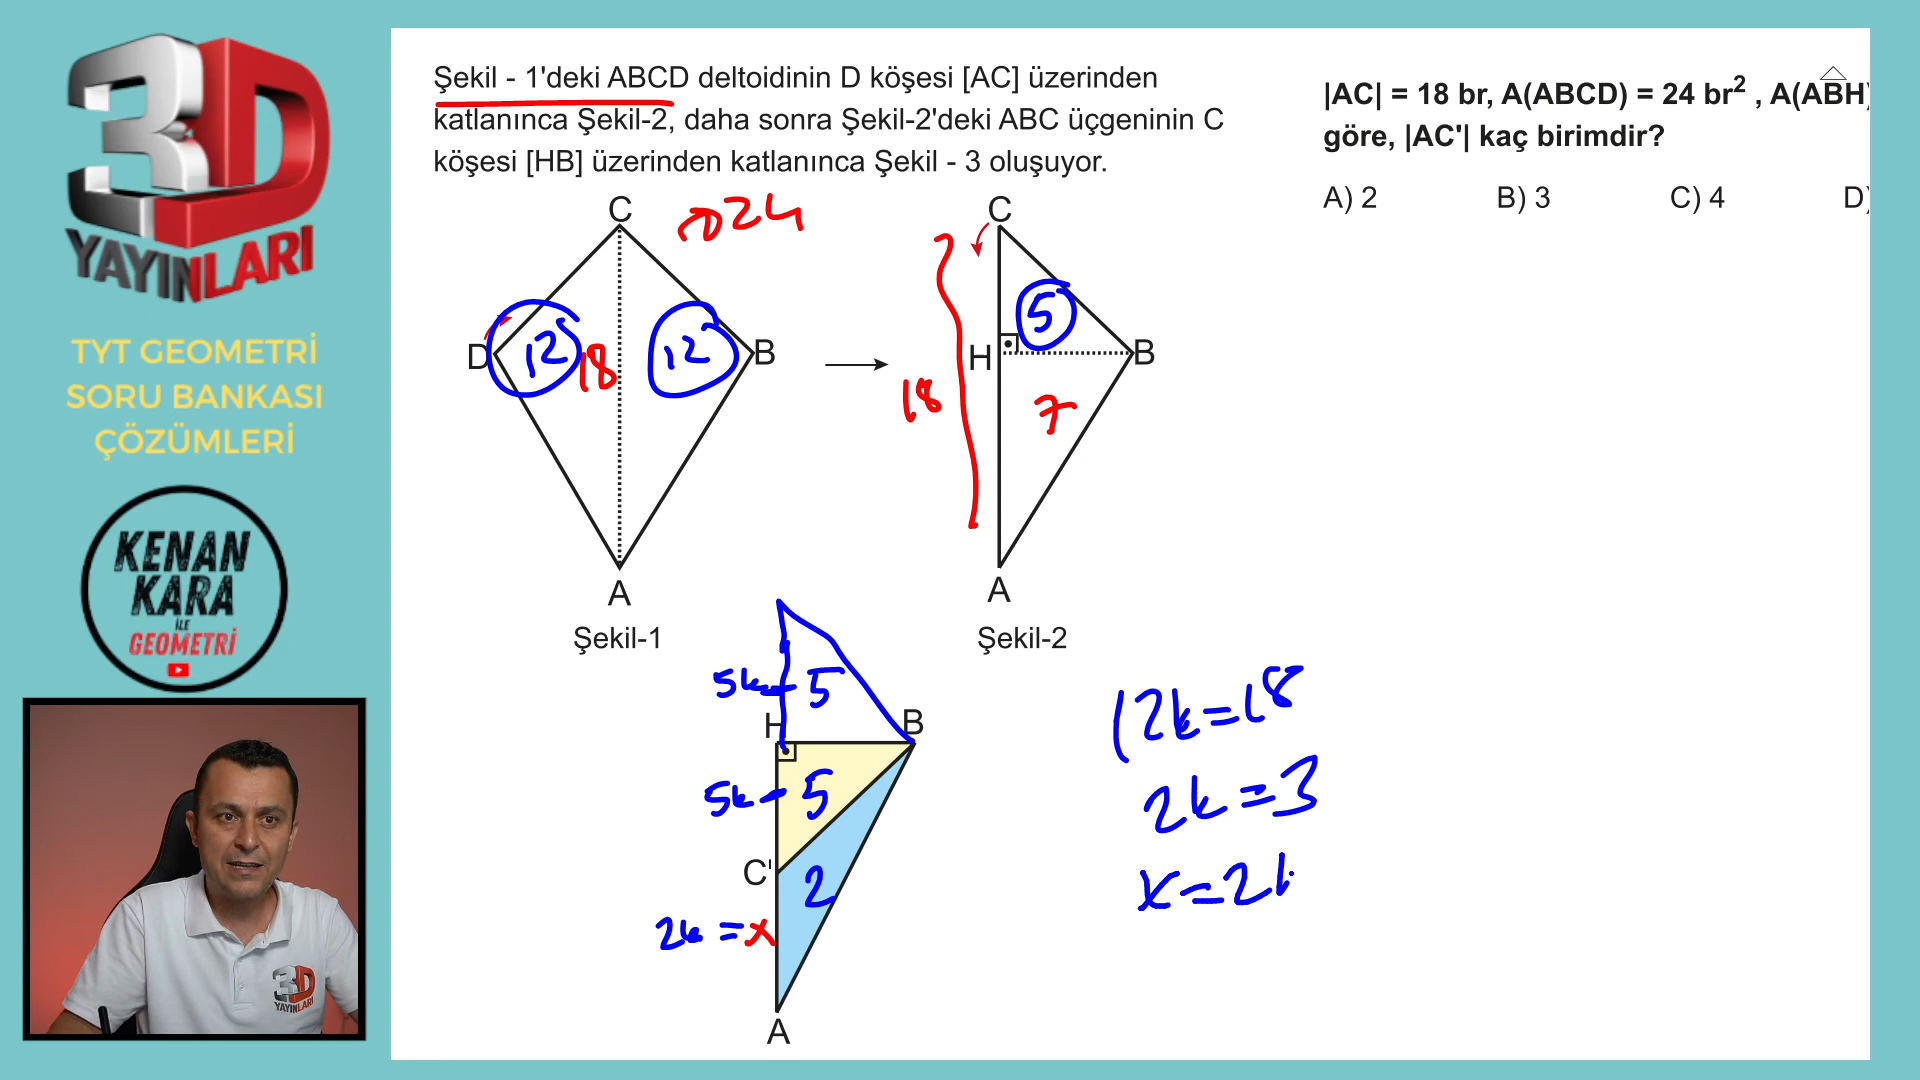 3D
YAYINLARI
TYT GEOMETRİ
SORU BANKASI
ÇÖZÜMLERİ
KENAN
KARA
İLE
GEOMETRİ
3D
YAYINLARI
Şekil - 1'deki ABCD deltoidinin D köşesi [AC] üzerinden
katlanınca Şekil-2, daha sonra Şekil-2'deki ABC üçgeninin C
köşesi [HB] üzerinden katlanınca Şekil - 3 oluşuyor.
|AC| = 18 br, A(ABCD) = 24 br² , A(ABH)
göre, |AC'| kaç birimdir?
A) 2 B) 3 C) 4 D)
C
24
D
12
18
12
B
A
Şekil-1
C
5
H
B
18
7
A
Şekil-2
5k
5
H
B
5k
5
C'
2
2k = x
A
12k = 18
2k = 3
x = 2k